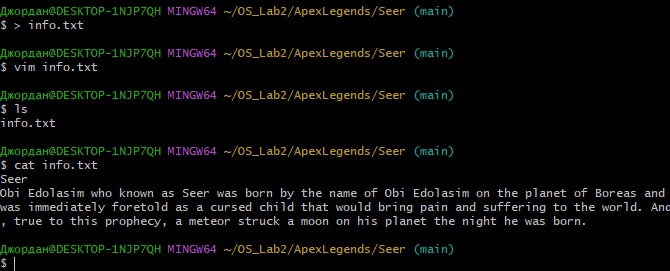 Джордан@DESKTOP-1NJP7QH MINGW64 ~/OS_Lab2/ApexLegends/Seer (main)
$ > info.txt
Джордан@DESKTOP-1NJP7QH MINGW64 ~/OS_Lab2/ApexLegends/Seer (main)
$ vim info.txt
Джордан@DESKTOP-1NJP7QH MINGW64 ~/OS_Lab2/ApexLegends/Seer (main)
$ ls
info.txt
Джордан@DESKTOP-1NJP7QH MINGW64 ~/OS_Lab2/ApexLegends/Seer (main)
$ cat info.txt
Seer
Obi Edolasim who known as Seer was born by the name of Obi Edolasim on the planet of Boreas and
was immediately foretold as a cursed child that would bring pain and suffering to the world. And
, true to this prophecy, a meteor struck a moon on his planet the night he was born.
Джордан@DESKTOP-1NJP7QH MINGW64 ~/OS_Lab2/ApexLegends/Seer (main)
$